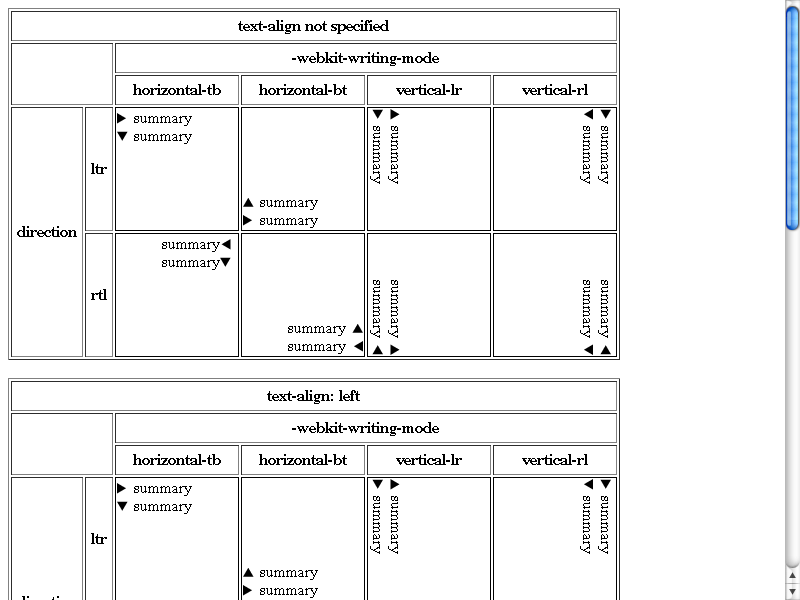 text-align not specified
-webkit-writing-mode
horizontal-tb horizontal-bt vertical-lr vertical-rl
direction
ltr
▶ summary
▼ summary
▲ summary
▶ summary
▼ summary
▶ summary
◀ summary
▼ summary
rtl
summary◀
summary▼
summary ▲
summary ◀
summary ▲
summary ▶
summary ◀
summary ▲
text-align: left
-webkit-writing-mode
horizontal-tb horizontal-bt vertical-lr vertical-rl
ltr
▶ summary
▼ summary
▲ summary
▶ summary
▼ summary
▶ summary
◀ summary
▼ summary